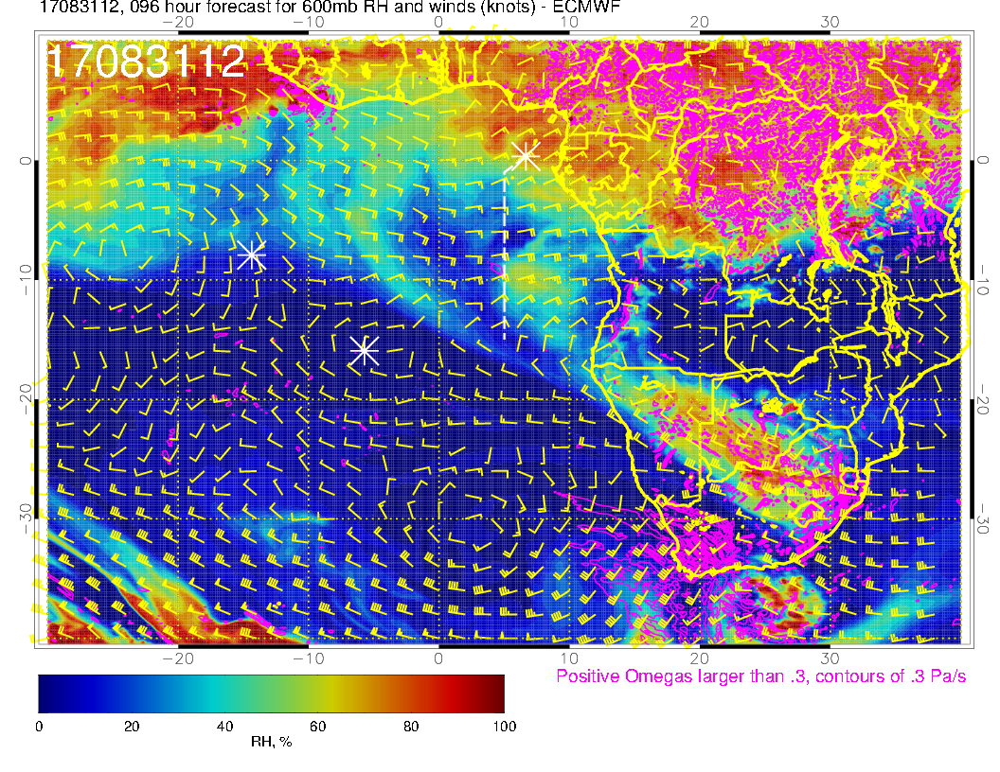 17083112, 096 hour forecast for 600mb RH and winds (knots) - ECMWF
-20 -10 0 10 20 30
17083112
0 0
-10 -10
-20 -20
-30 -30
-20 -10 0 10 20 30
Positive Omegas larger than .3, contours of .3 Pa/s
0 20 40 60 80 100
RH, %